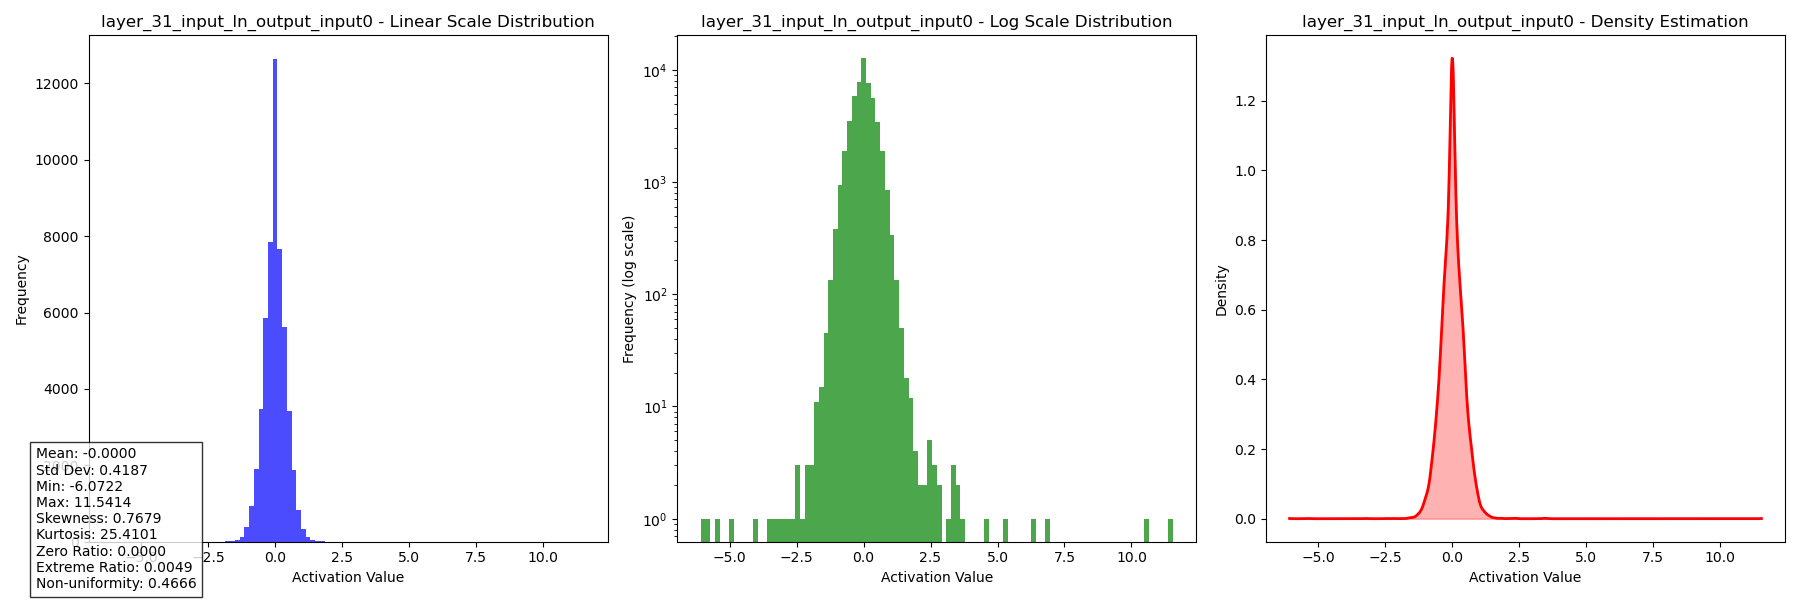 layer_31_input_ln_output_input0 - Linear Scale Distribution
12000
10000
8000
6000
4000
Frequency
−2.5
0.0
2.5
5.0
7.5
10.0
Activation Value
Mean: -0.0000
Std Dev: 0.4187
Min: -6.0722
Max: 11.5414
Skewness: 0.7679
Kurtosis: 25.4101
Zero Ratio: 0.0000
Extreme Ratio: 0.0049
Non-uniformity: 0.4666
layer_31_input_ln_output_input0 - Log Scale Distribution
10⁴
10³
10²
10¹
10⁰
Frequency (log scale)
−5.0
−2.5
0.0
2.5
5.0
7.5
10.0
Activation Value
layer_31_input_ln_output_input0 - Density Estimation
1.2
1.0
0.8
0.6
0.4
0.2
0.0
Density
−5.0
−2.5
0.0
2.5
5.0
7.5
10.0
Activation Value